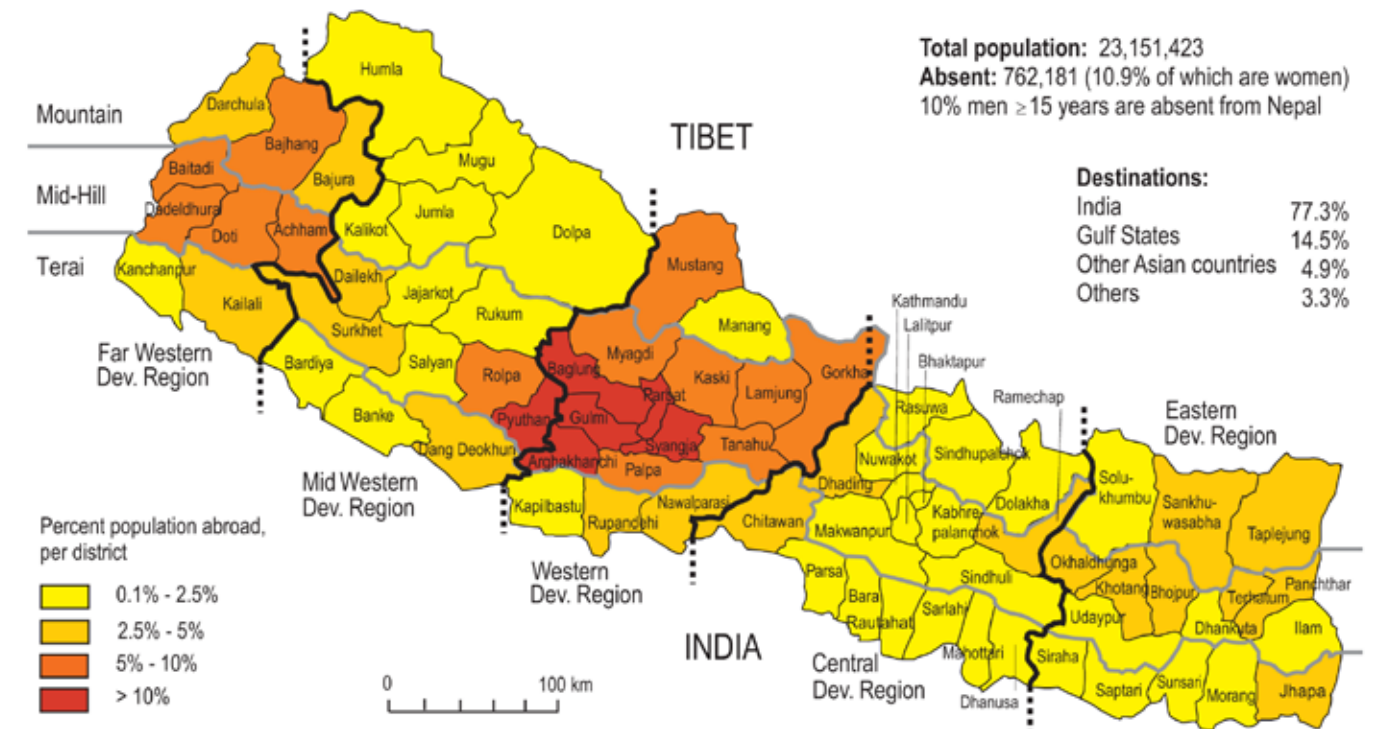 Total population: 23,151,423
Absent: 762,181 (10.9% of which are women)
10% men ≥15 years are absent from Nepal
Destinations:
India 77.3%
Gulf States 14.5%
Other Asian countries 4.9%
Others 3.3%
Mountain
Mid-Hill
Terai
TIBET
INDIA
Humla
Darchula
Bajhang
Mugu
Baitadi
Bajura
Dadeldhura
Jumla
Doti
Achham
Kalikot
Dolpa
Kanchanpur
Dailekh
Mustang
Kailali
Jajarkot
Rukum
Surkhet
Manang
Kathmandu
Lalitpur
Bhaktapur
Ramechap
Far Western
Dev. Region
Bardiya
Salyan
Rolpa
Myagdi
Baglung
Kaski
Gorkha
Lamjung
Parbat
Rasuwa
Banke
Pyuthan
Gulmi
Syangja
Tanahu
Eastern
Dev. Region
Dang Deokhuri
Arghakhanchi
Palpa
Nuwakot
Sindhupalchok
Dolakha
Solu-
khumbu
Sankhu-
wasabha
Taplejung
Mid Western
Dev. Region
Kapilbastu
Rupandehi
Nawalparasi
Dhading
Chitawan
Makwanpur
Kabhre
palanchok
Okhaldhunga
Khotang
Bhojpur
Terhatum
Panchthar
Western
Dev. Region
Parsa
Bara
Rautahat
Sarlahi
Sindhuli
Udaypur
Dhankuta
Ilam
Mahottari
Siraha
Dhanusa
Saptari
Sunsari
Morang
Jhapa
Central
Dev. Region
Percent population abroad,
per district
0.1% - 2.5%
2.5% - 5%
5% - 10%
> 10%
0 100 km